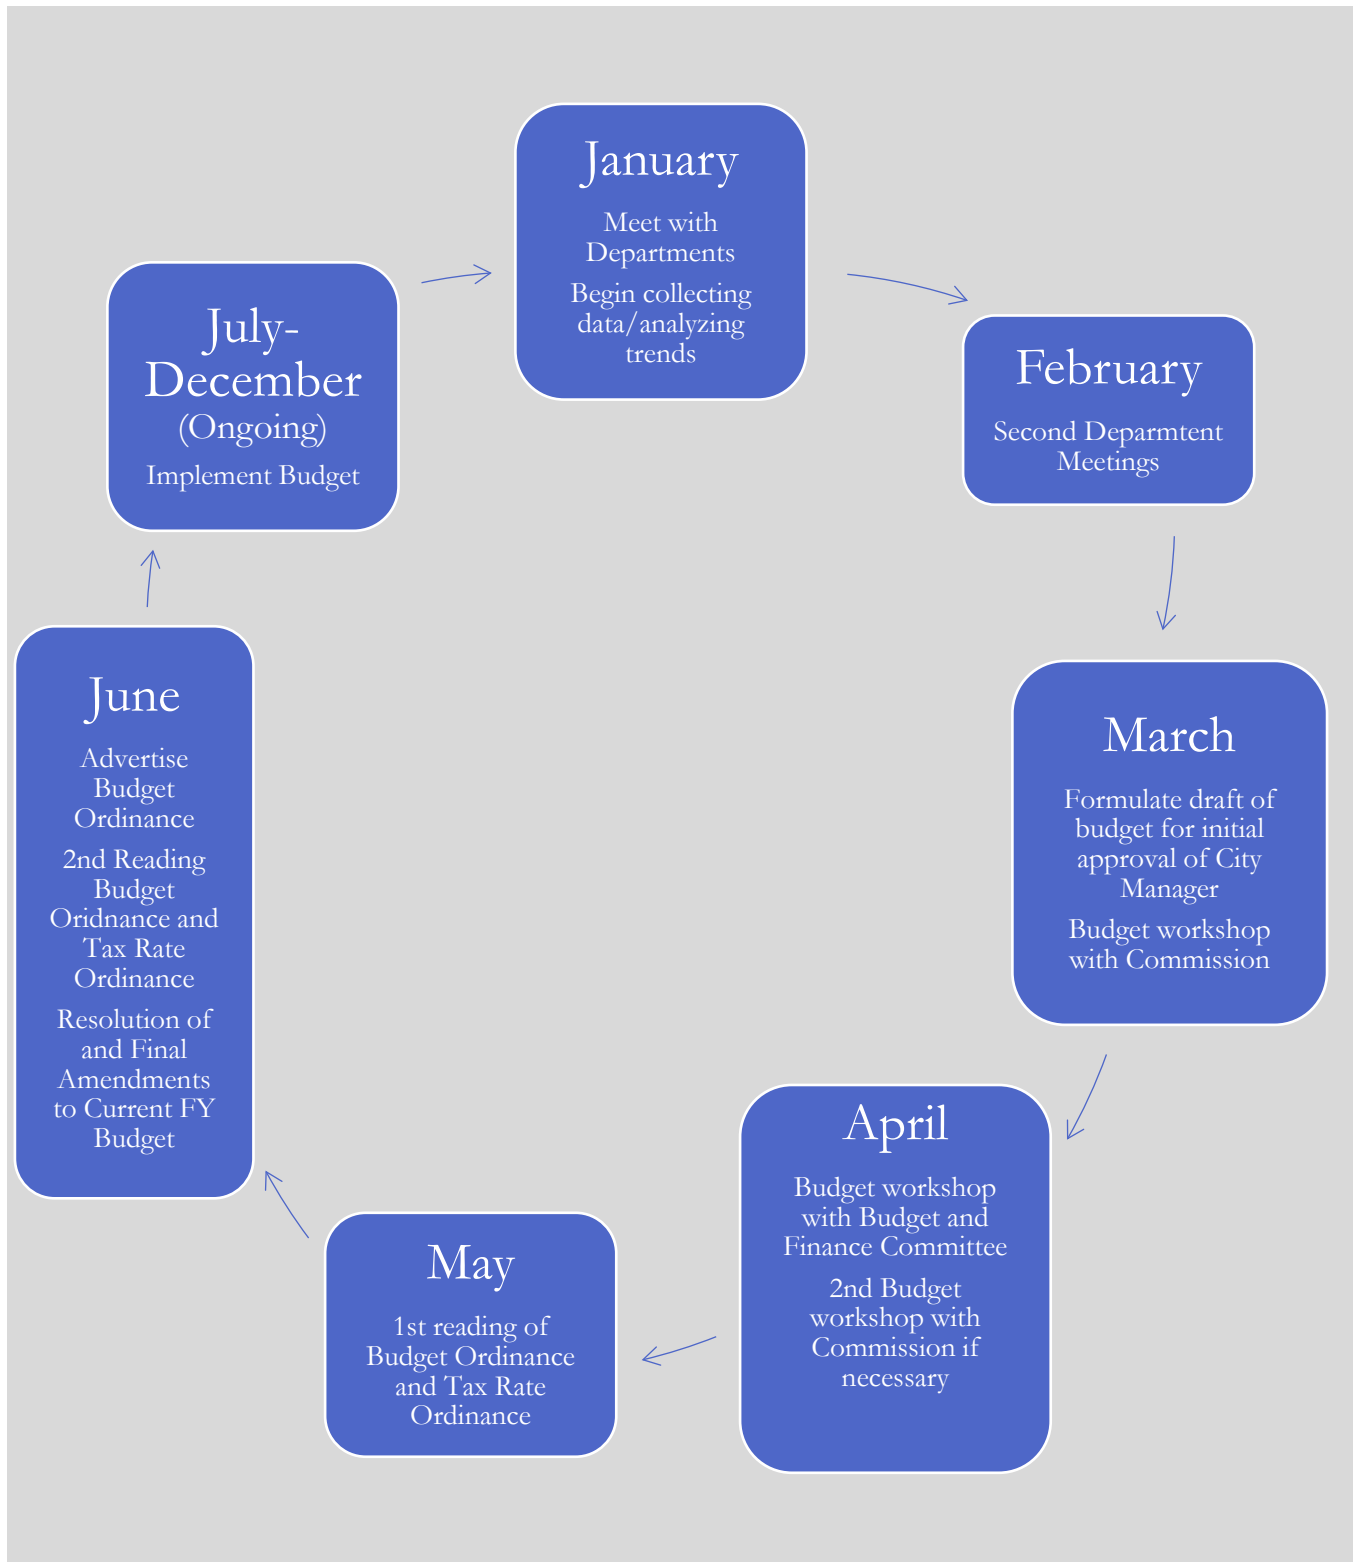 January
Meet with
Departments
Begin collecting
data/analyzing
trends
February
Second Deparmtent
Meetings
March
Formulate draft of
budget for initial
approval of City
Manager
Budget workshop
with Commission
April
Budget workshop
with Budget and
Finance Committee
2nd Budget
workshop with
Commission if
necessary
May
1st reading of
Budget Ordinance
and Tax Rate
Ordinance
June
Advertise
Budget
Ordinance
2nd Reading
Budget
Oridnance and
Tax Rate
Ordinance
Resolution of
and Final
Amendments
to Current FY
Budget
July-
December
(Ongoing)
Implement Budget